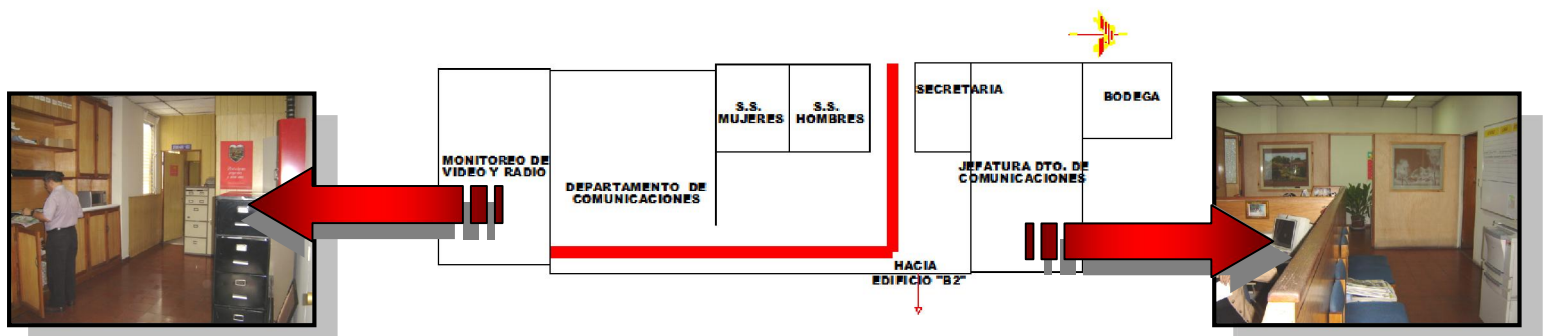 MONITOREO DE
VIDEO Y RADIO
DEPARTAMENTO DE
COMUNICACIONES
S.S.
MUJERES
S.S.
HOMBRES
SECRETARIA
JEFATURA DTO. DE
COMUNICACIONES
BODEGA
HACIA
EDIFICIO "B2"